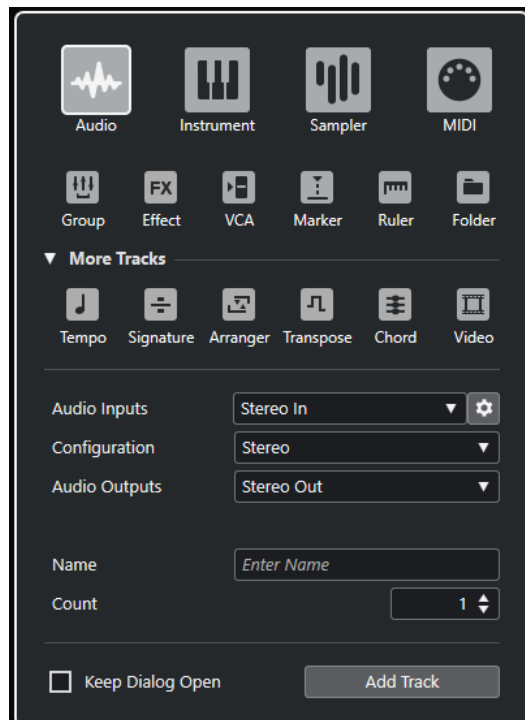 Audio Instrument Sampler MIDI
FX
Group Effect VCA Marker Ruler Folder
More Tracks
Tempo Signature Arranger Transpose Chord Video
Audio Inputs Stereo In
Configuration Stereo
Audio Outputs Stereo Out
Name Enter Name
Count 1
Keep Dialog Open Add Track